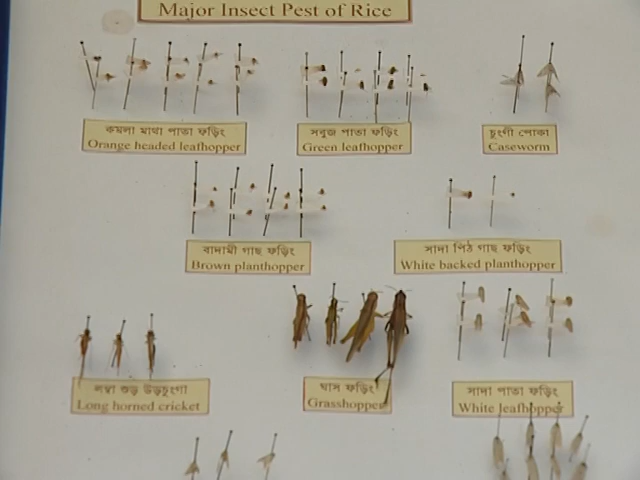 Major Insect Pest of Rice
কমলা মাথা পাতা ফড়িং
Orange headed leafhopper
সবুজ পাতা ফড়িং
Green leafhopper
চুংগী পোকা
Caseworm
বাদামী গাছ ফড়িং
Brown planthopper
সাদা পিঠ গাছ ফড়িং
White backed planthopper
লম্বা শুড় উড়চুংগা
Long horned cricket
ঘাস ফড়িং
Grasshopper
সাদা পাতা ফড়িং
White leafhopper